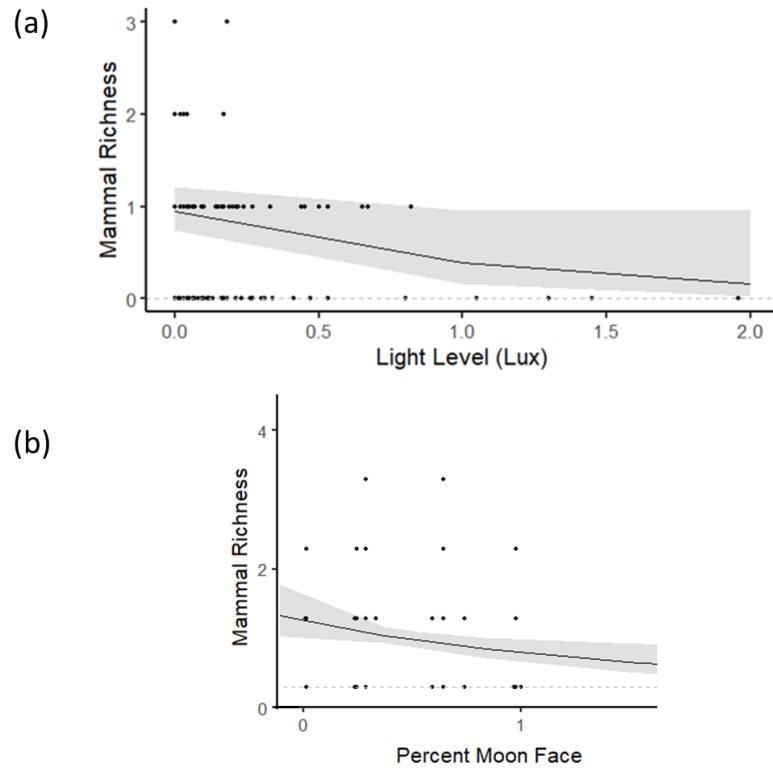 (a)
Mammal Richness
3
2
1
0
0.0 0.5 1.0 1.5 2.0
Light Level (Lux)
(b)
Mammal Richness
4
2
0
0 1
Percent Moon Face